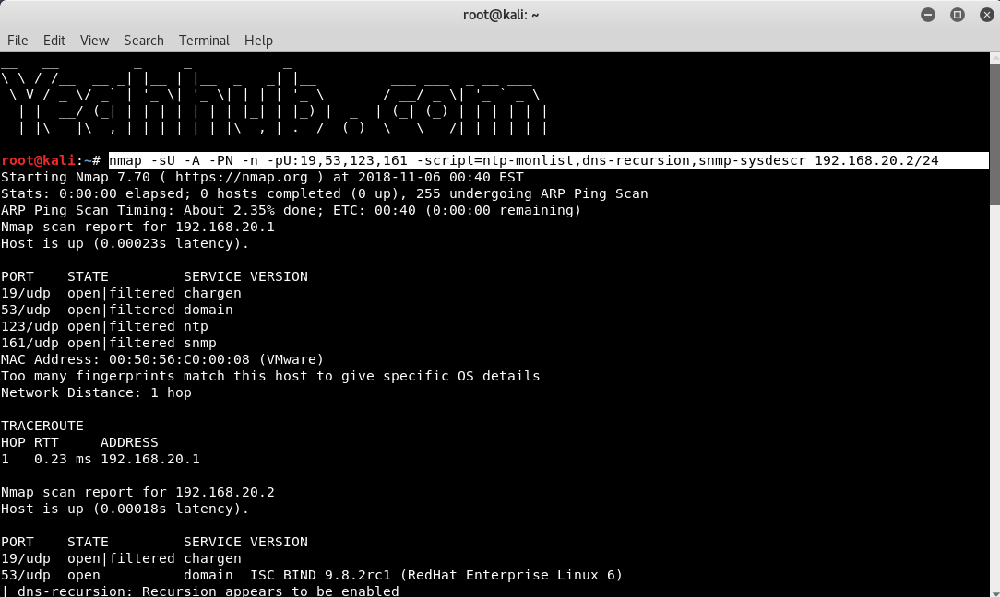 root@kali: ~
File Edit View Search Terminal Help
Yeahhub.com
root@kali:~# nmap -sU -A -PN -n -pU:19,53,123,161 -script=ntp-monlist,dns-recursion,snmp-sysdescr 192.168.20.2/24
Starting Nmap 7.70 ( https://nmap.org ) at 2018-11-06 00:40 EST
Stats: 0:00:00 elapsed; 0 hosts completed (0 up), 255 undergoing ARP Ping Scan
ARP Ping Scan Timing: About 2.35% done; ETC: 00:40 (0:00:00 remaining)
Nmap scan report for 192.168.20.1
Host is up (0.00023s latency).
PORT    STATE         SERVICE VERSION
19/udp  open|filtered chargen
53/udp  open|filtered domain
123/udp open|filtered ntp
161/udp open|filtered snmp
MAC Address: 00:50:56:C0:00:08 (VMware)
Too many fingerprints match this host to give specific OS details
Network Distance: 1 hop
TRACEROUTE
HOP RTT     ADDRESS
1   0.23 ms 192.168.20.1
Nmap scan report for 192.168.20.2
Host is up (0.00018s latency).
PORT    STATE         SERVICE VERSION
19/udp  open|filtered chargen
53/udp  open          domain  ISC BIND 9.8.2rc1 (RedHat Enterprise Linux 6)
| dns-recursion: Recursion appears to be enabled